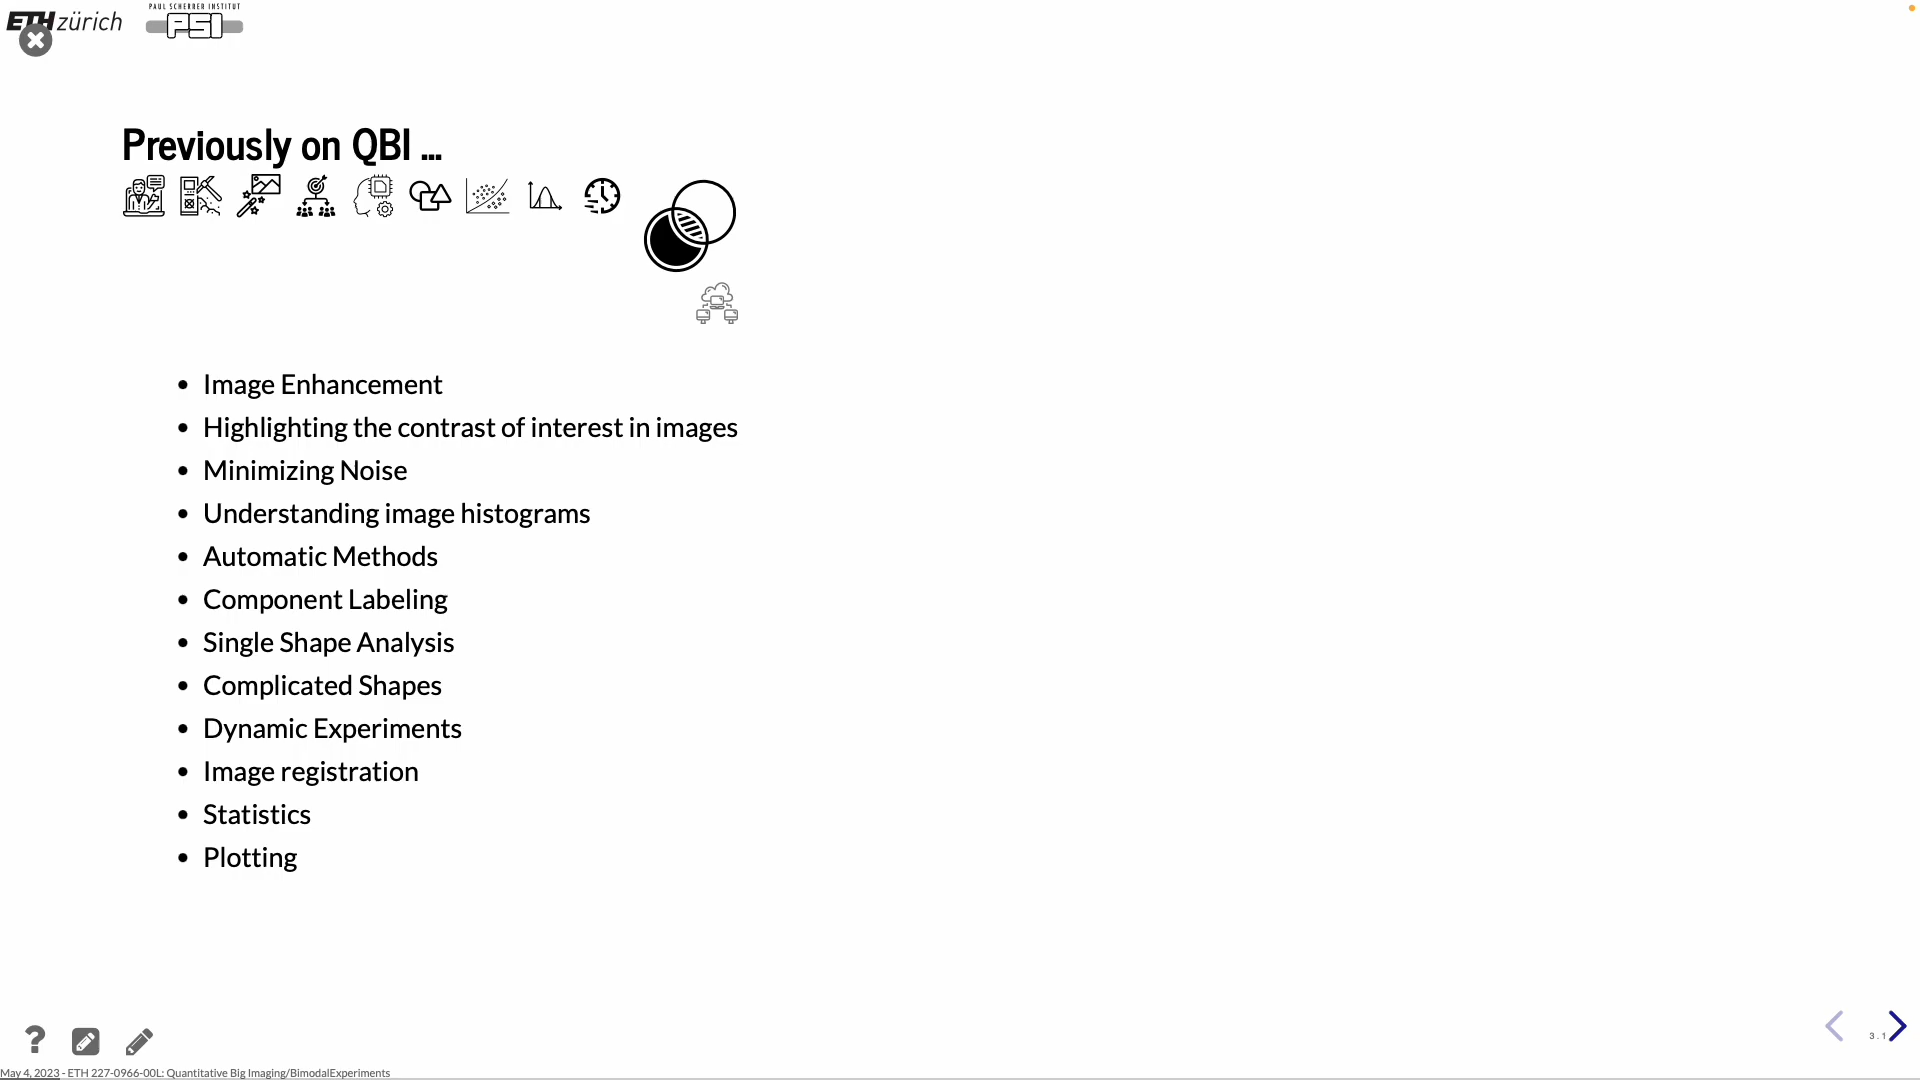 ETH zürich
PAUL SCHERRER INSTITUT
PSI
Previously on QBI ...
Image Enhancement
Highlighting the contrast of interest in images
Minimizing Noise
Understanding image histograms
Automatic Methods
Component Labeling
Single Shape Analysis
Complicated Shapes
Dynamic Experiments
Image registration
Statistics
Plotting
3 . 1
May 4, 2023 - ETH 227-0966-00L: Quantitative Big Imaging/BimodalExperiments